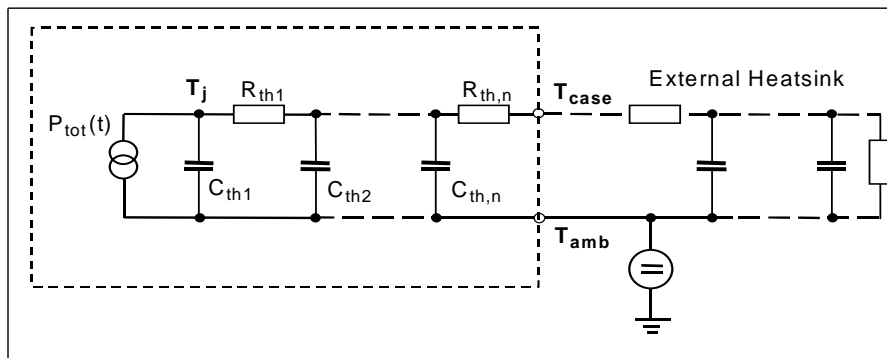 External Heatsink
T_j
R_th1
R_th,n
T_case
P_tot(t)
C_th1
C_th2
C_th,n
T_amb